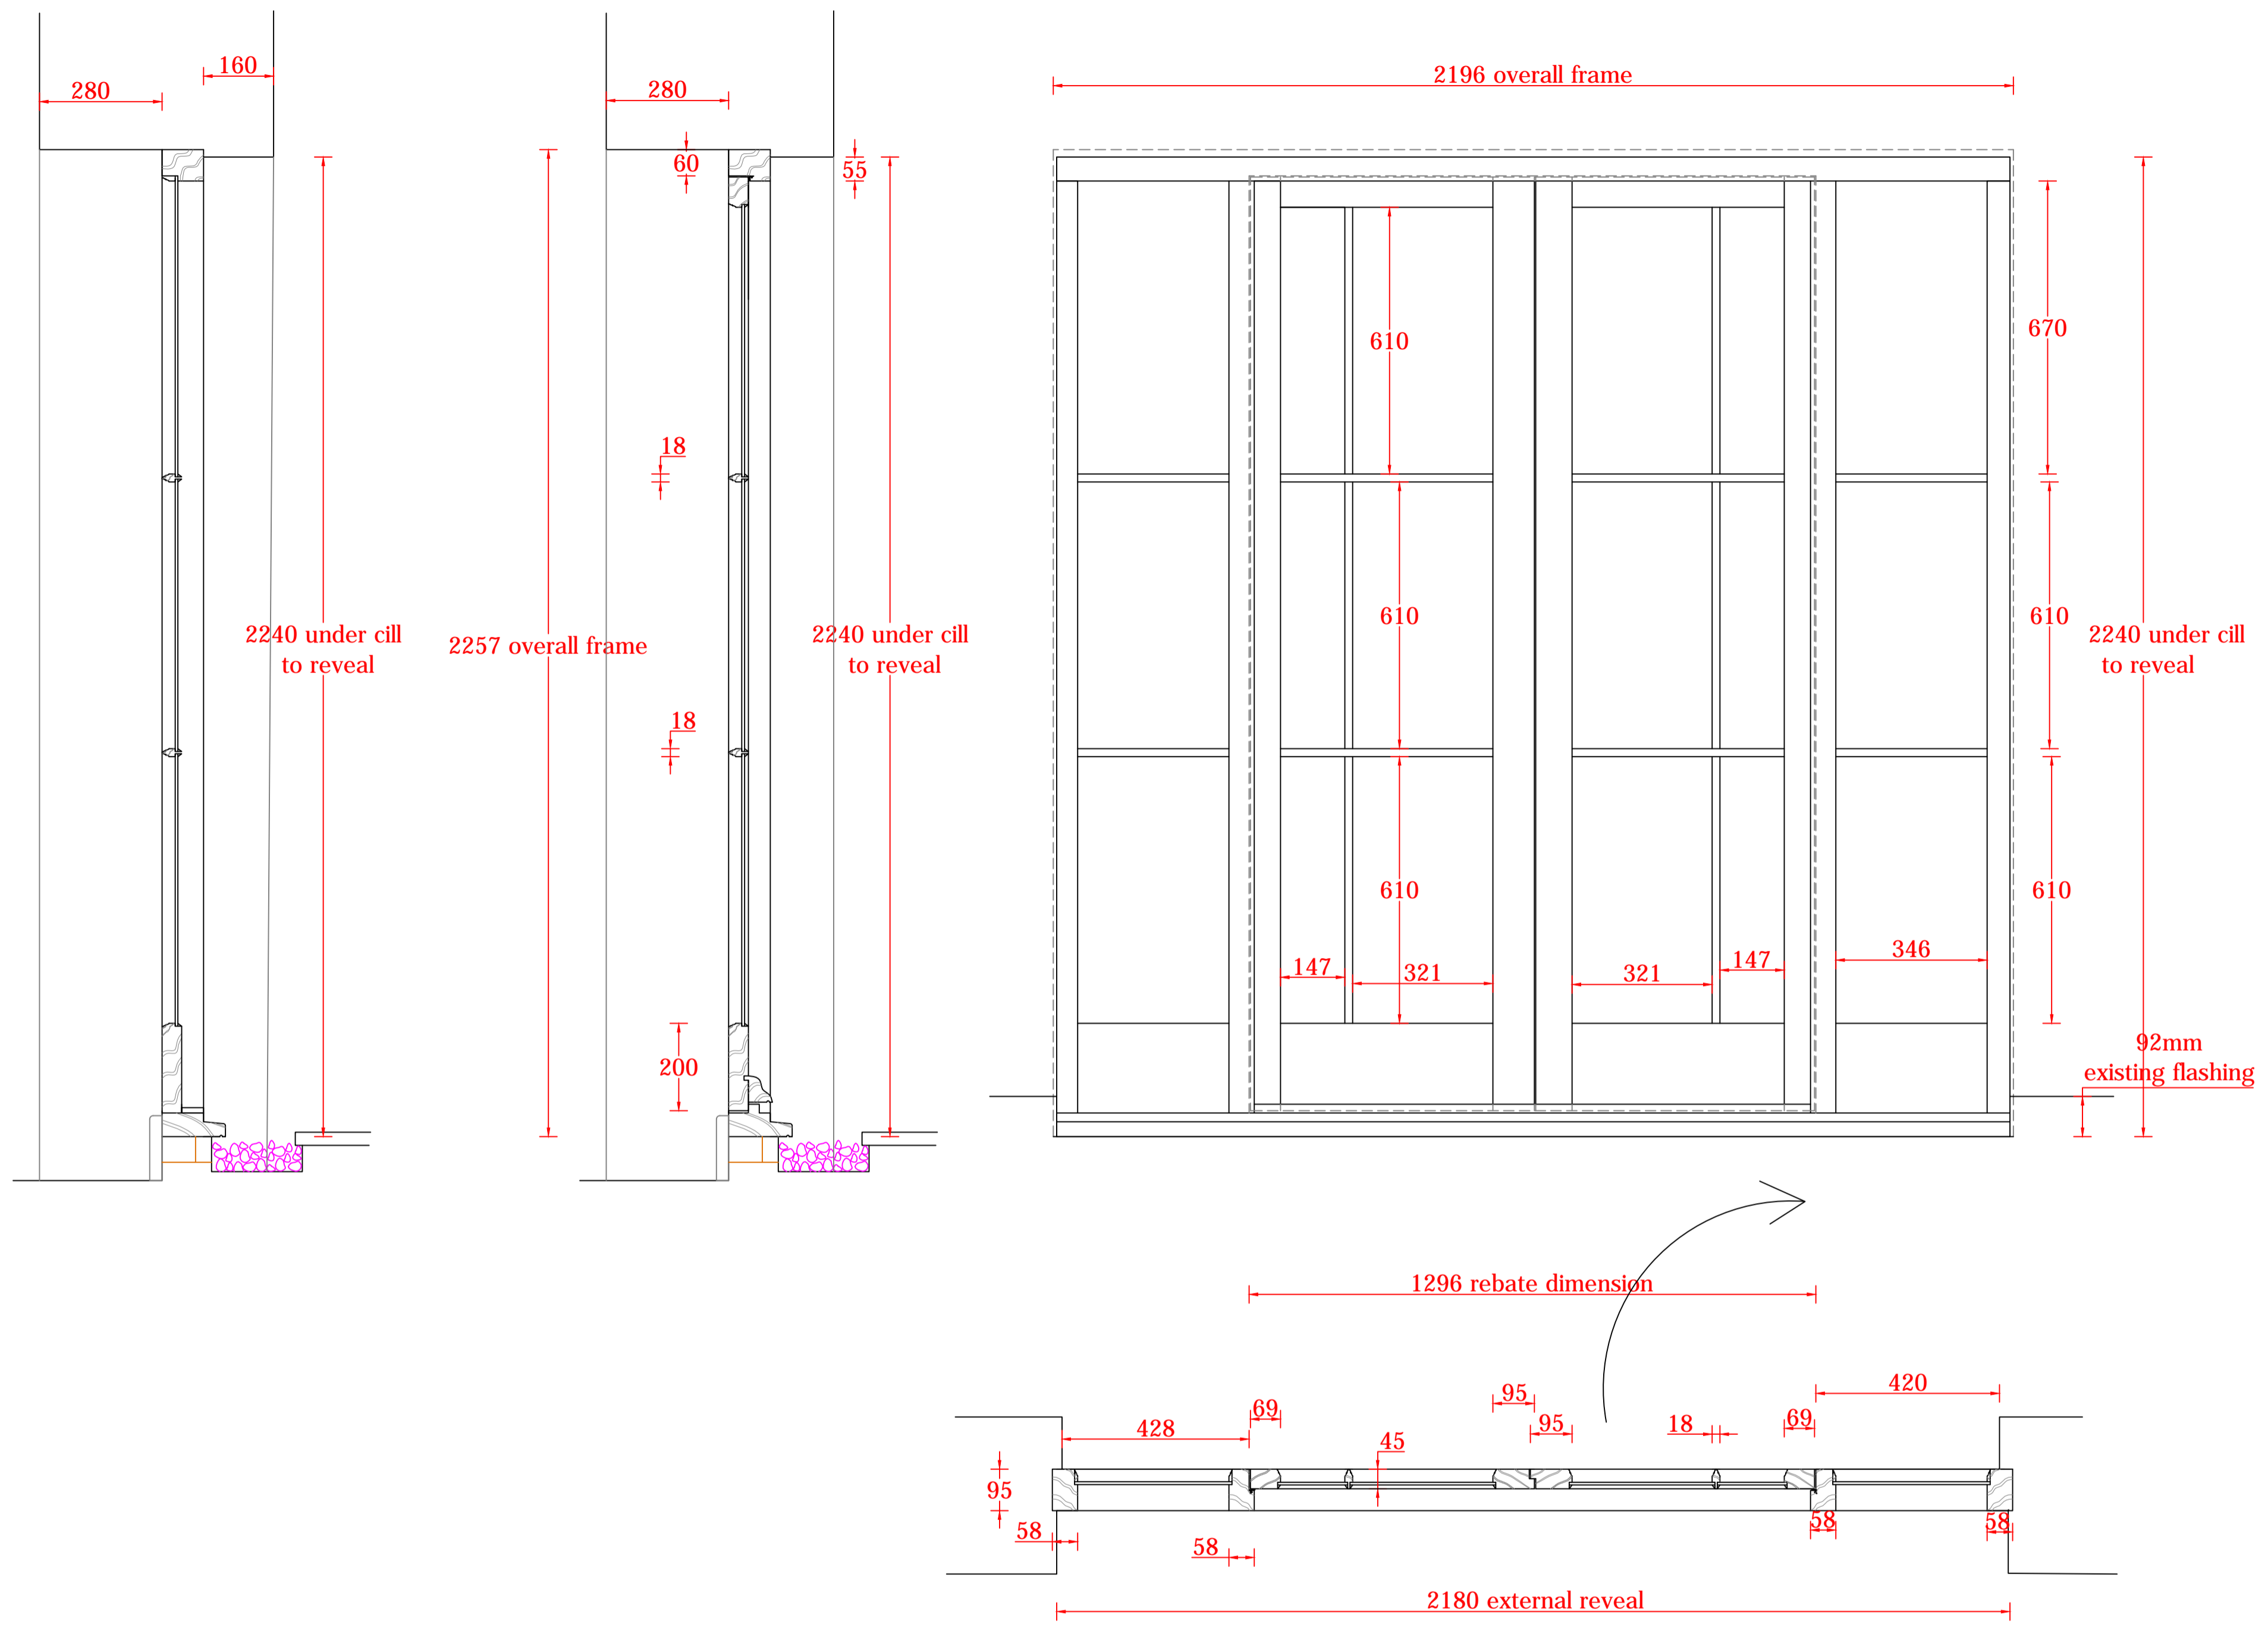 160
280
280
2196 overall frame
60
55
610
670
18
2240 under cill
to reveal
2257 overall frame
2240 under cill
to reveal
610
610
2240 under cill
to reveal
18
610
610
346
147
321
321
147
200
92mm
existing flashing
1296 rebate dimension
428
69
95
95
45
18
69
420
95
58
58
58
58
2180 external reveal